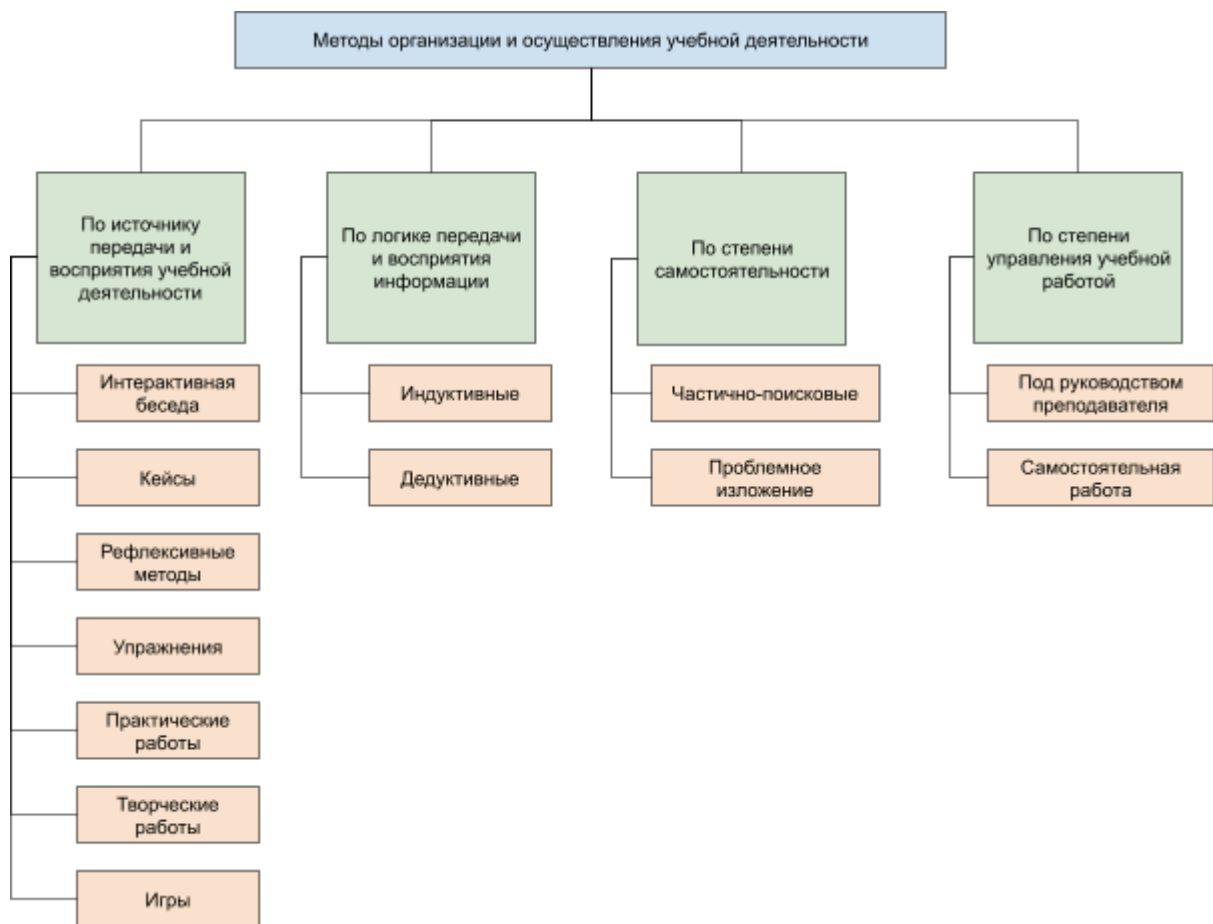 Методы организации и осуществления учебной деятельности
По источнику
передачи и
восприятия учебной
деятельности
По логике передачи
и восприятия
информации
По степени
самостоятельности
По степени
управления учебной
работой
Интерактивная
беседа
Кейсы
Рефлексивные
методы
Упражнения
Практические
работы
Творческие
работы
Игры
Индуктивные
Дедуктивные
Частично-поисковые
Проблемное
изложение
Под руководством
преподавателя
Самостоятельная
работа